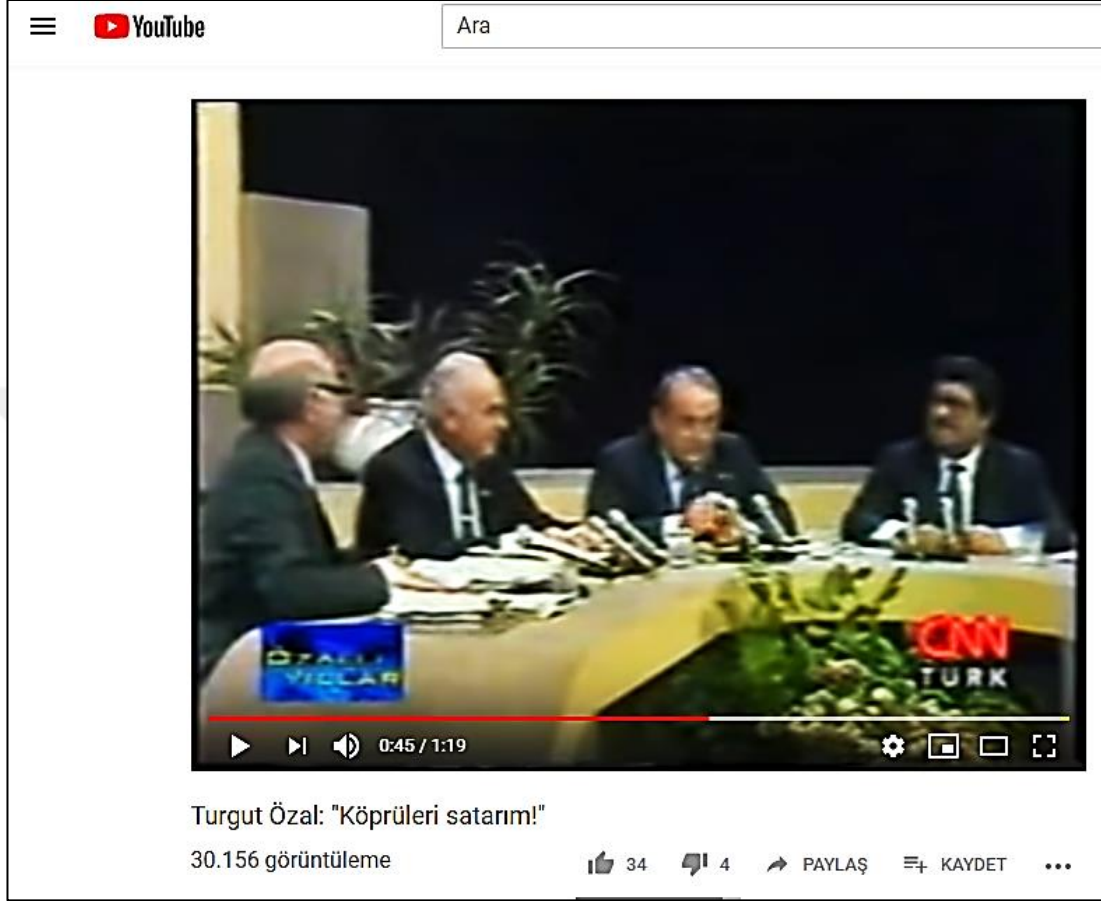 YouTube
Ara
ÖZALLI
YILLAR
CNN
TURK
0:45 / 1:19
Turgut Özal: "Köprüleri satarım!"
30.156 görüntüleme
34
4
PAYLAŞ
KAYDET